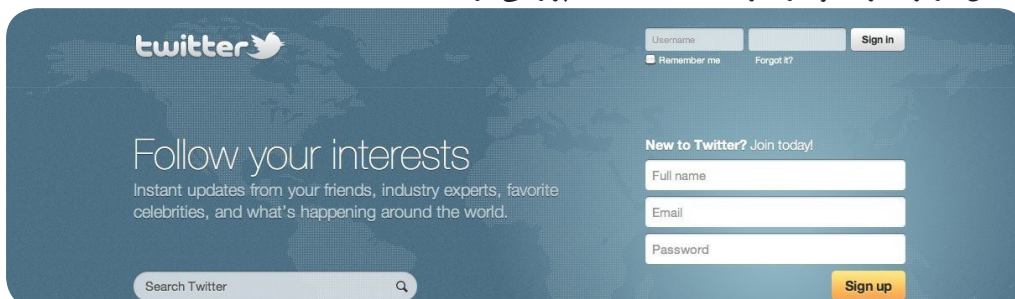 twitter
Username
Sign in
Remember me
Forgot it?
Follow your interests
Instant updates from your friends, industry experts, favorite
celebrities, and what's happening around the world.
New to Twitter? Join today!
Full name
Email
Password
Search Twitter
Sign up